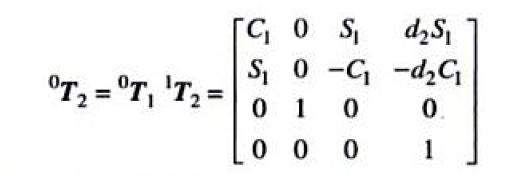 C₁ 0 S₁ d₂S₁
S₁ 0 -C₁ -d₂C₁
⁰T₂ = ⁰T₁ ¹T₂ =
0 1 0 0
0 0 0 1